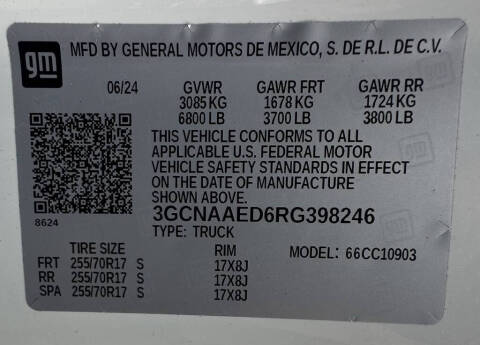 gm MFD BY GENERAL MOTORS DE MEXICO, S. DE R.L. DE C.V.
06/24 GVWR GAWR FRT GAWR RR
3085 KG 1678 KG 1724 KG
6800 LB 3700 LB 3800 LB
THIS VEHICLE CONFORMS TO ALL
APPLICABLE U.S. FEDERAL MOTOR
VEHICLE SAFETY STANDARDS IN EFFECT
ON THE DATE OF MANUFACTURE
SHOWN ABOVE.
3GCNAAED6RG398246
8624
TYPE: TRUCK
TIRE SIZE RIM MODEL: 66CC10903
FRT 255/70R17 S 17X8J
RR 255/70R17 S 17X8J
SPA 255/70R17 S 17X8J